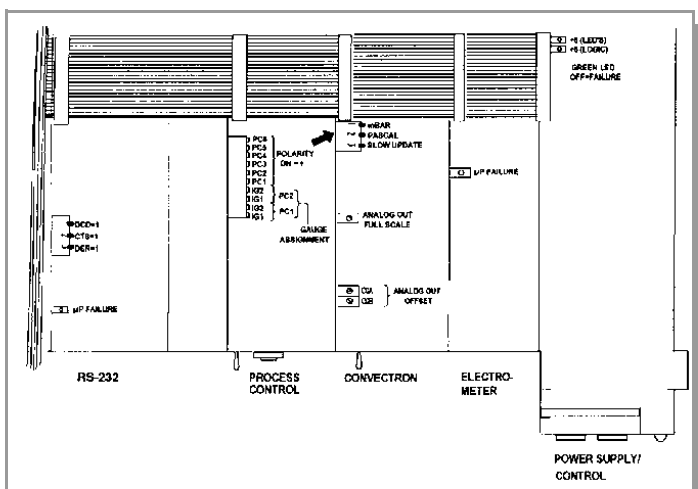 +5 (LED'S)
+5 (LOGIC)
GREEN LED
OFF=FAILURE
mBAR
PASCAL
SLOW UPDATE
PC6
PC5
PC4
PC3
PC2
PC1
IG2
IG1
IG2
IG1
POLARITY
ON = +
PC2
PC1
GAUGE
ASSIGNMENT
µP FAILURE
DCD=1
CTS=1
ANALOG OUT
FULL SCALE
CGA
CGB
ANALOG OUT
OFFSET
µP FAILURE
RS-232
PROCESS
CONTROL
CONVECTRON
ELECTRO-
METER
POWER SUPPLY/
CONTROL